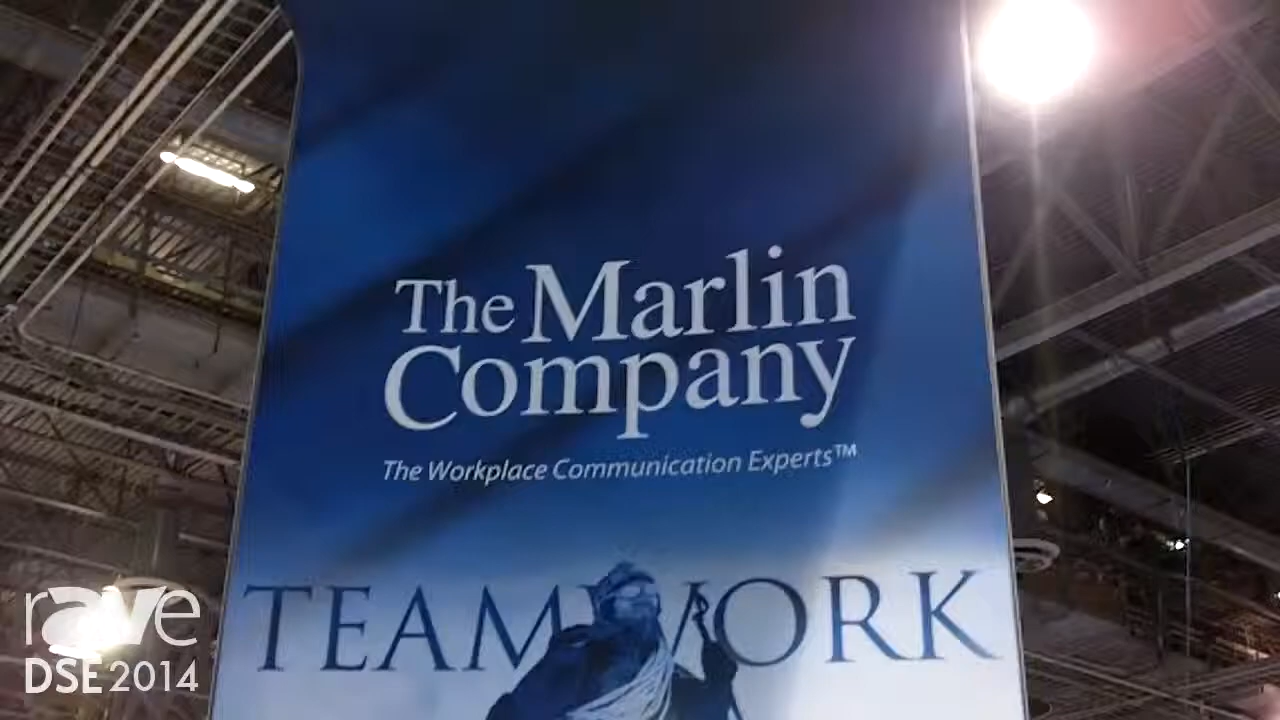 The Marlin
Company
The Workplace Communication Experts™
TEAMWORK
rAVe
DSE 2014